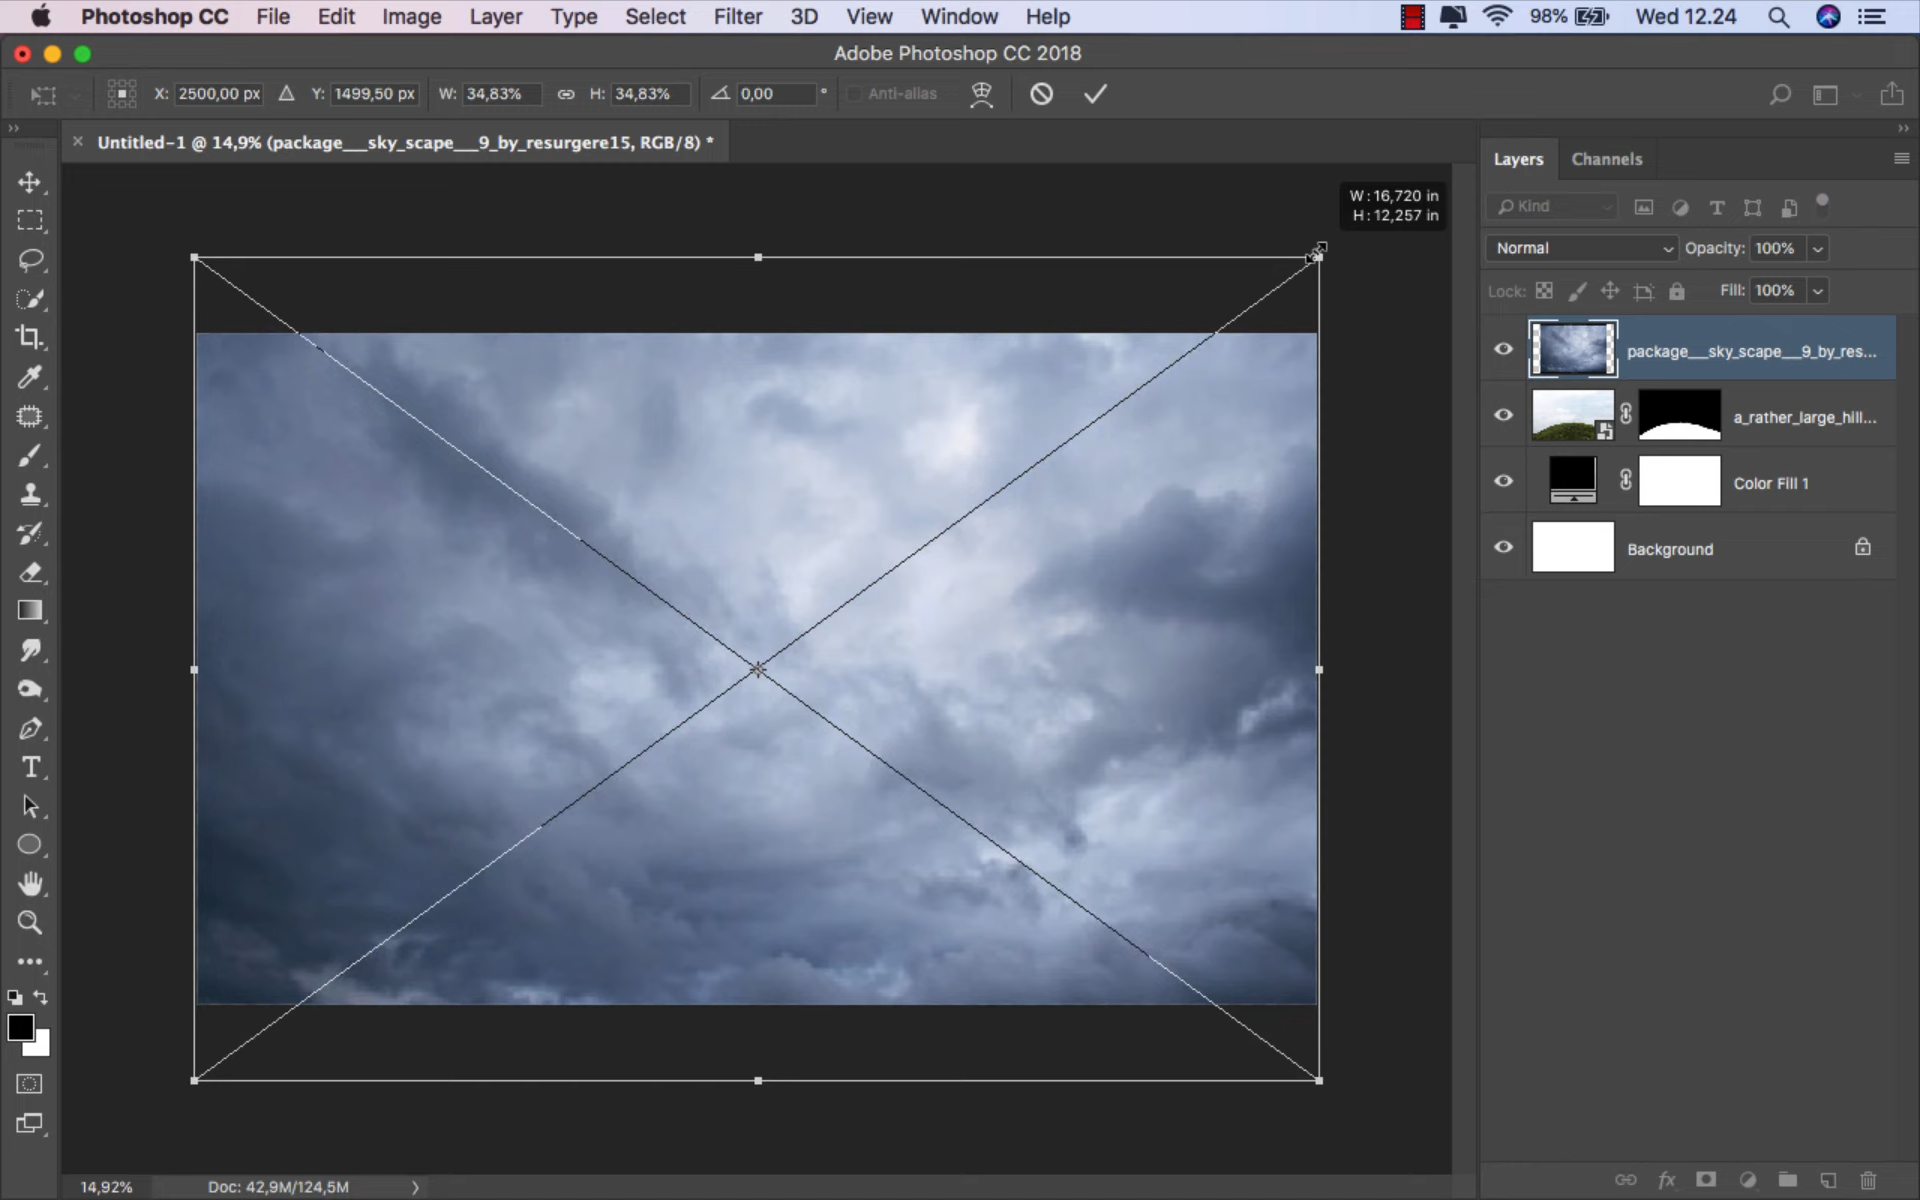 Photoshop CC File Edit Image Layer Type Select Filter 3D View Window Help 98% Wed 12.24
Adobe Photoshop CC 2018
X: 2500,00 px Y: 1499,50 px W: 34,83% H: 34,83% 0,00 ° Anti-alias
Untitled-1 @ 14,9% (package__sky_scape__9_by_resurgere15, RGB/8) *
W: 16,720 in
H: 12,257 in
Layers Channels
Kind
Normal Opacity: 100%
Lock: Fill: 100%
package__sky_scape__9_by_res...
a_rather_large_hill...
Color Fill 1
Background
14,92% Doc: 42,9M/124,5M